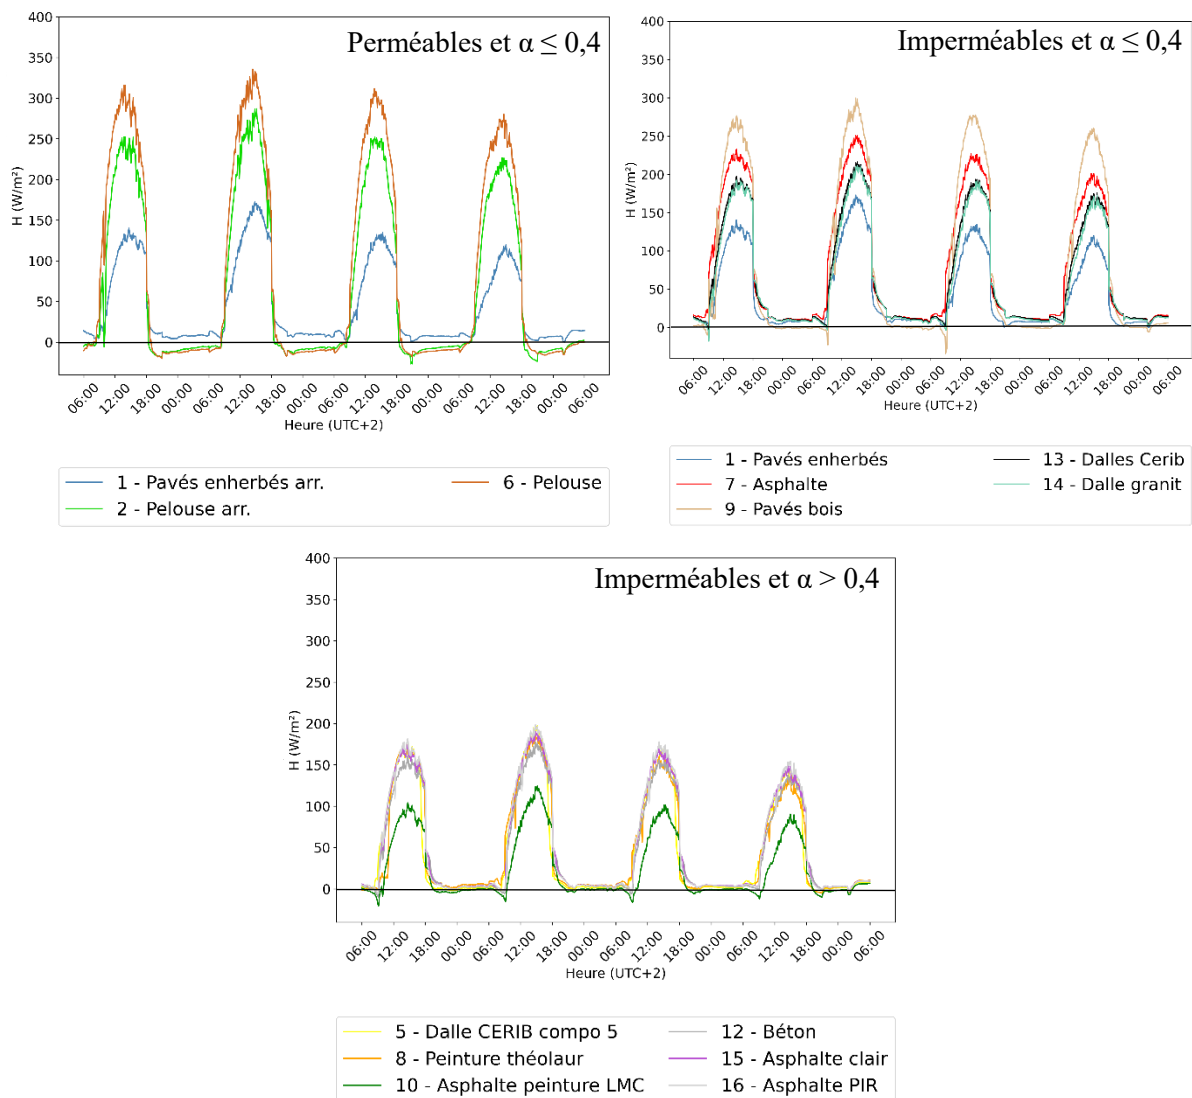 Perméables et α ≤ 0,4
400
350
300
250
200
150
100
50
0
H (W/m²)
06:00 12:00 18:00 00:00 06:00 12:00 18:00 00:00 06:00 12:00 18:00 00:00 06:00 12:00 18:00 00:00 06:00
Heure (UTC+2)
1 - Pavés enherbés arr. 6 - Pelouse
2 - Pelouse arr.
Imperméables et α ≤ 0,4
400
350
300
250
200
150
100
50
0
H (W/m²)
06:00 12:00 18:00 00:00 06:00 12:00 18:00 00:00 06:00 12:00 18:00 00:00 06:00 12:00 18:00 00:00 06:00
Heure (UTC+2)
1 - Pavés enherbés 13 - Dalles Cerib
7 - Asphalte 14 - Dalle granit
9 - Pavés bois
Imperméables et α > 0,4
400
350
300
250
200
150
100
50
0
H (W/m²)
06:00 12:00 18:00 00:00 06:00 12:00 18:00 00:00 06:00 12:00 18:00 00:00 06:00 12:00 18:00 00:00 06:00
Heure (UTC+2)
5 - Dalle CERIB compo 5 12 - Béton
8 - Peinture théolaur 15 - Asphalte clair
10 - Asphalte peinture LMC 16 - Asphalte PIR